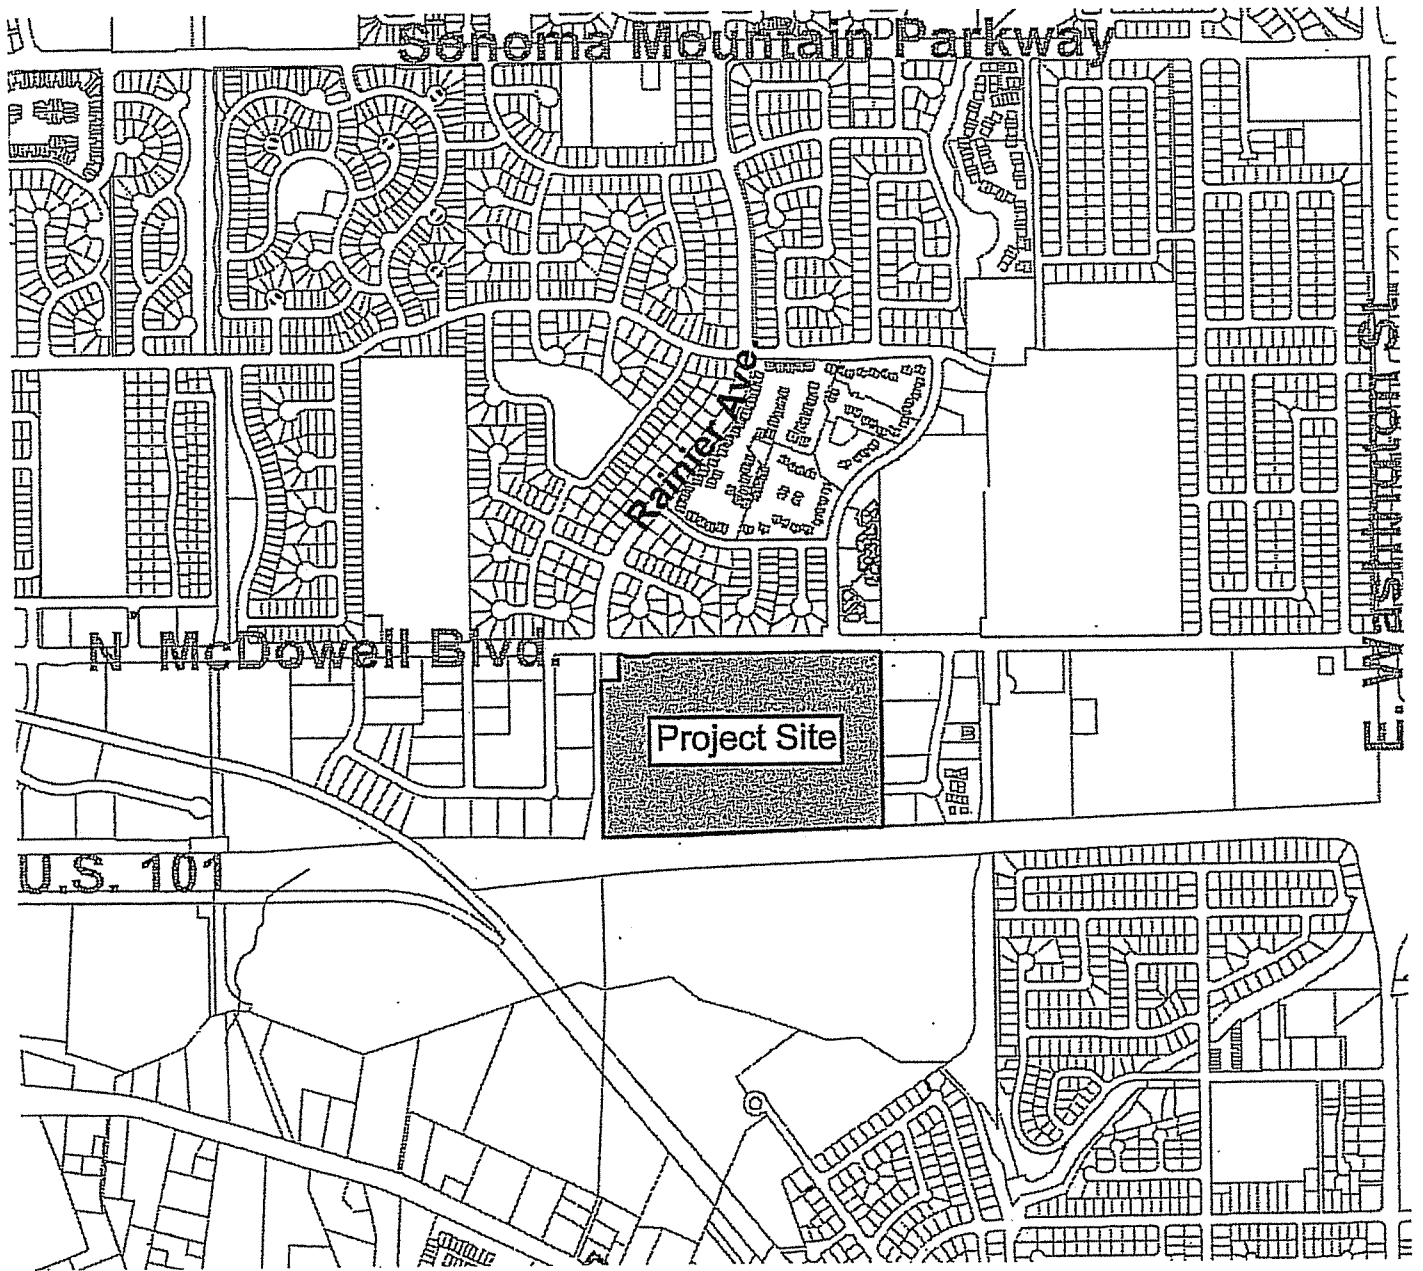 Sonoma Mountain Parkway
Rainier Ave
E. Washington St
N McDowell Blvd.
Project Site
U.S. 101